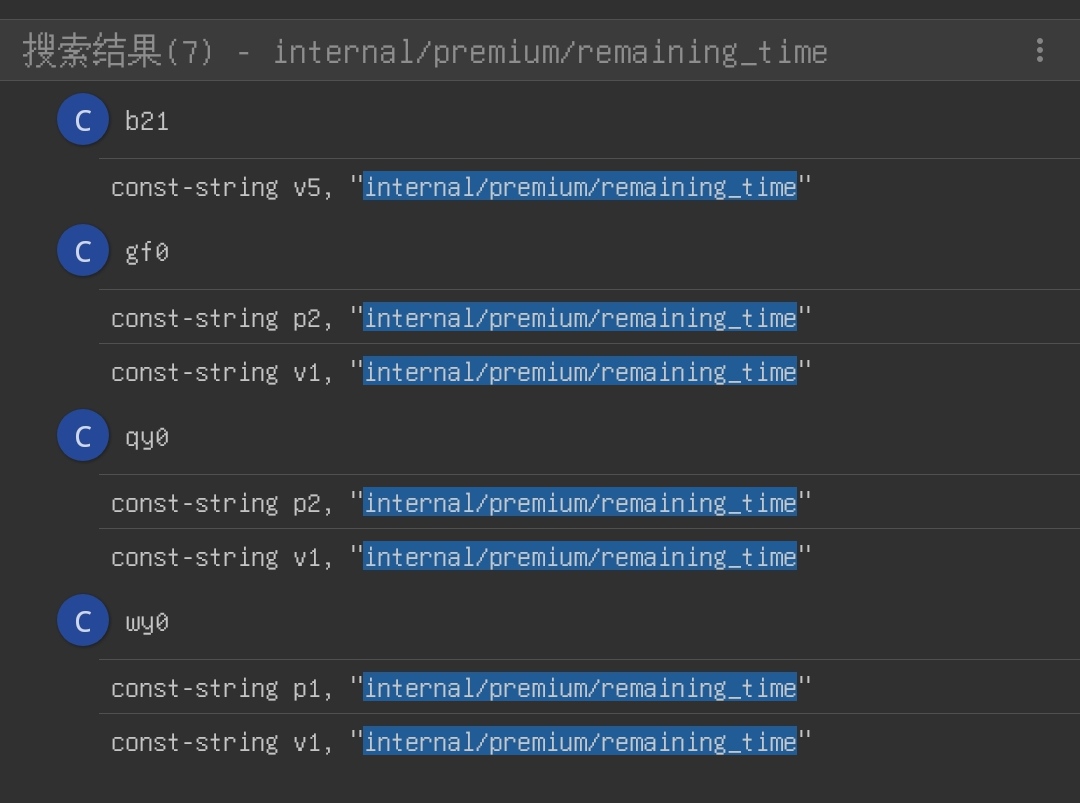 搜索结果(7) - internal/premium/remaining_time
C b21
const-string v5, "internal/premium/remaining_time"
C gf0
const-string p2, "internal/premium/remaining_time"
const-string v1, "internal/premium/remaining_time"
C qy0
const-string p2, "internal/premium/remaining_time"
const-string v1, "internal/premium/remaining_time"
C wy0
const-string p1, "internal/premium/remaining_time"
const-string v1, "internal/premium/remaining_time"